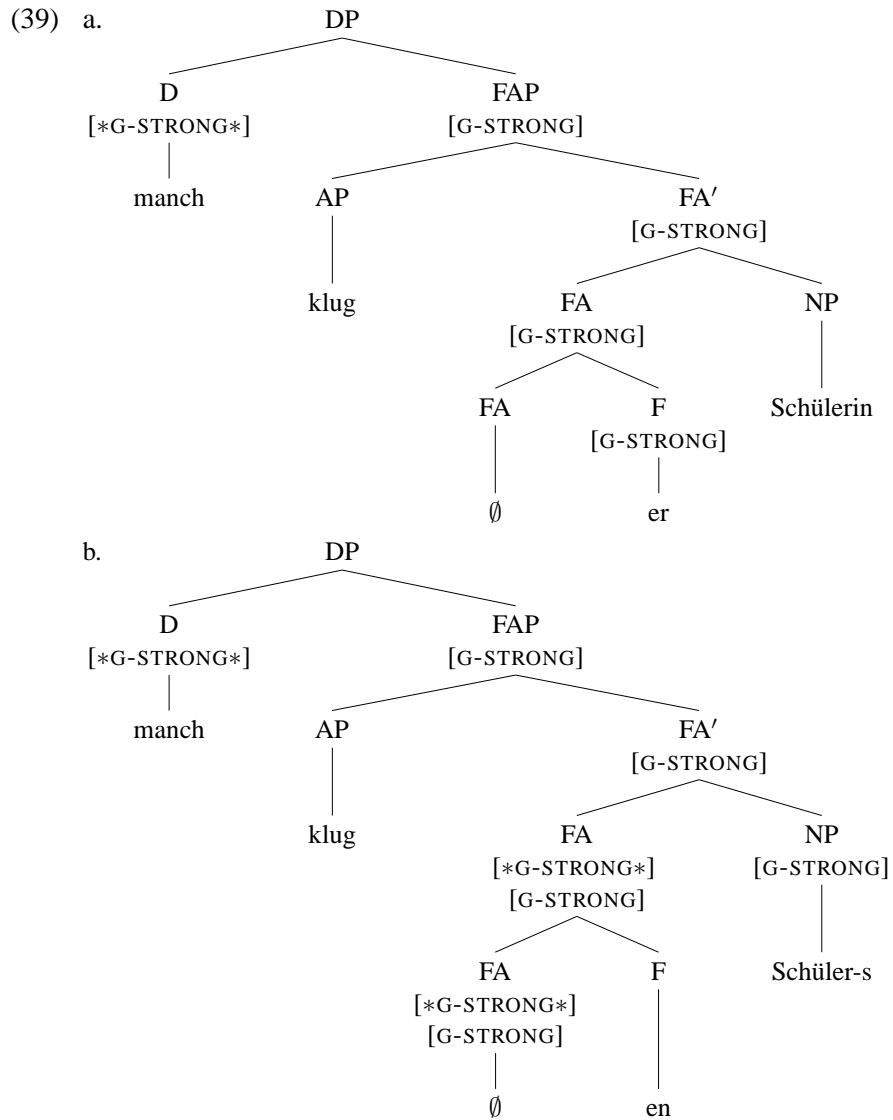 (39) a. DP
D FAP
[∗G-STRONG∗] [G-STRONG]
manch AP FA′
[G-STRONG]
klug FA NP
[G-STRONG]
FA F Schülerin
[G-STRONG]
∅ er
b. DP
D FAP
[∗G-STRONG∗] [G-STRONG]
manch AP FA′
[G-STRONG]
klug FA NP
[∗G-STRONG∗] [G-STRONG]
[G-STRONG]
FA F Schüler-s
[∗G-STRONG∗]
[G-STRONG]
∅ en